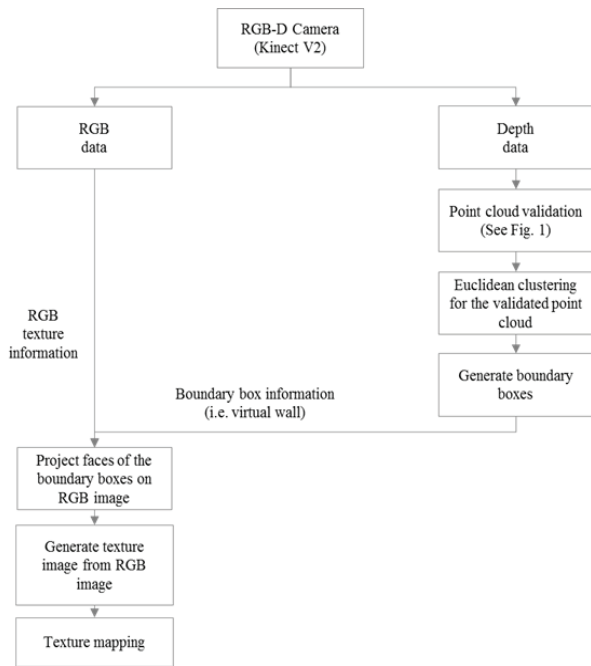 RGB-D Camera
(Kinect V2)
RGB
data
Depth
data
Point cloud validation
(See Fig. 1)
Euclidean clustering
for the validated point
cloud
RGB
texture
information
Generate boundary
boxes
Boundary box information
(i.e. virtual wall)
Project faces of the
boundary boxes on
RGB image
Generate texture
image from RGB
image
Texture mapping